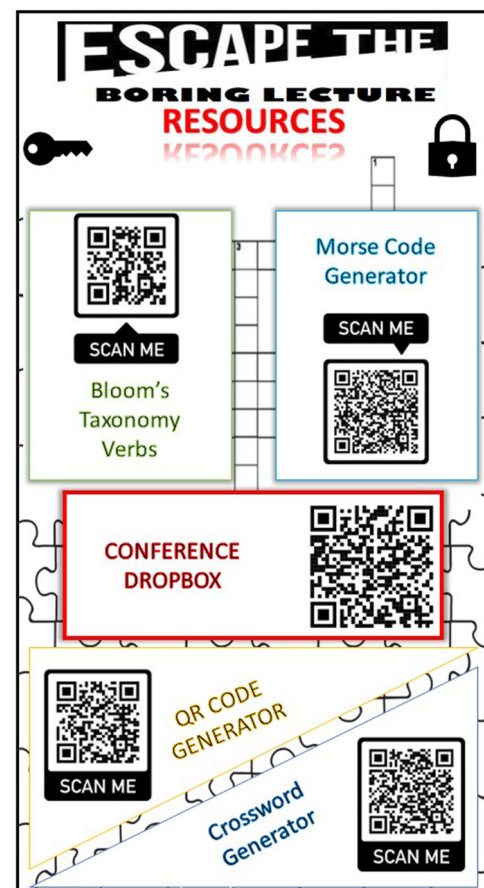 ESCAPE THE
BORING LECTURE
RESOURCES
1
3
SCAN ME
Bloom's
Taxonomy
Verbs
Morse Code
Generator
SCAN ME
CONFERENCE
DROPBOX
SCAN ME
QR CODE
GENERATOR
Crossword
Generator
SCAN ME